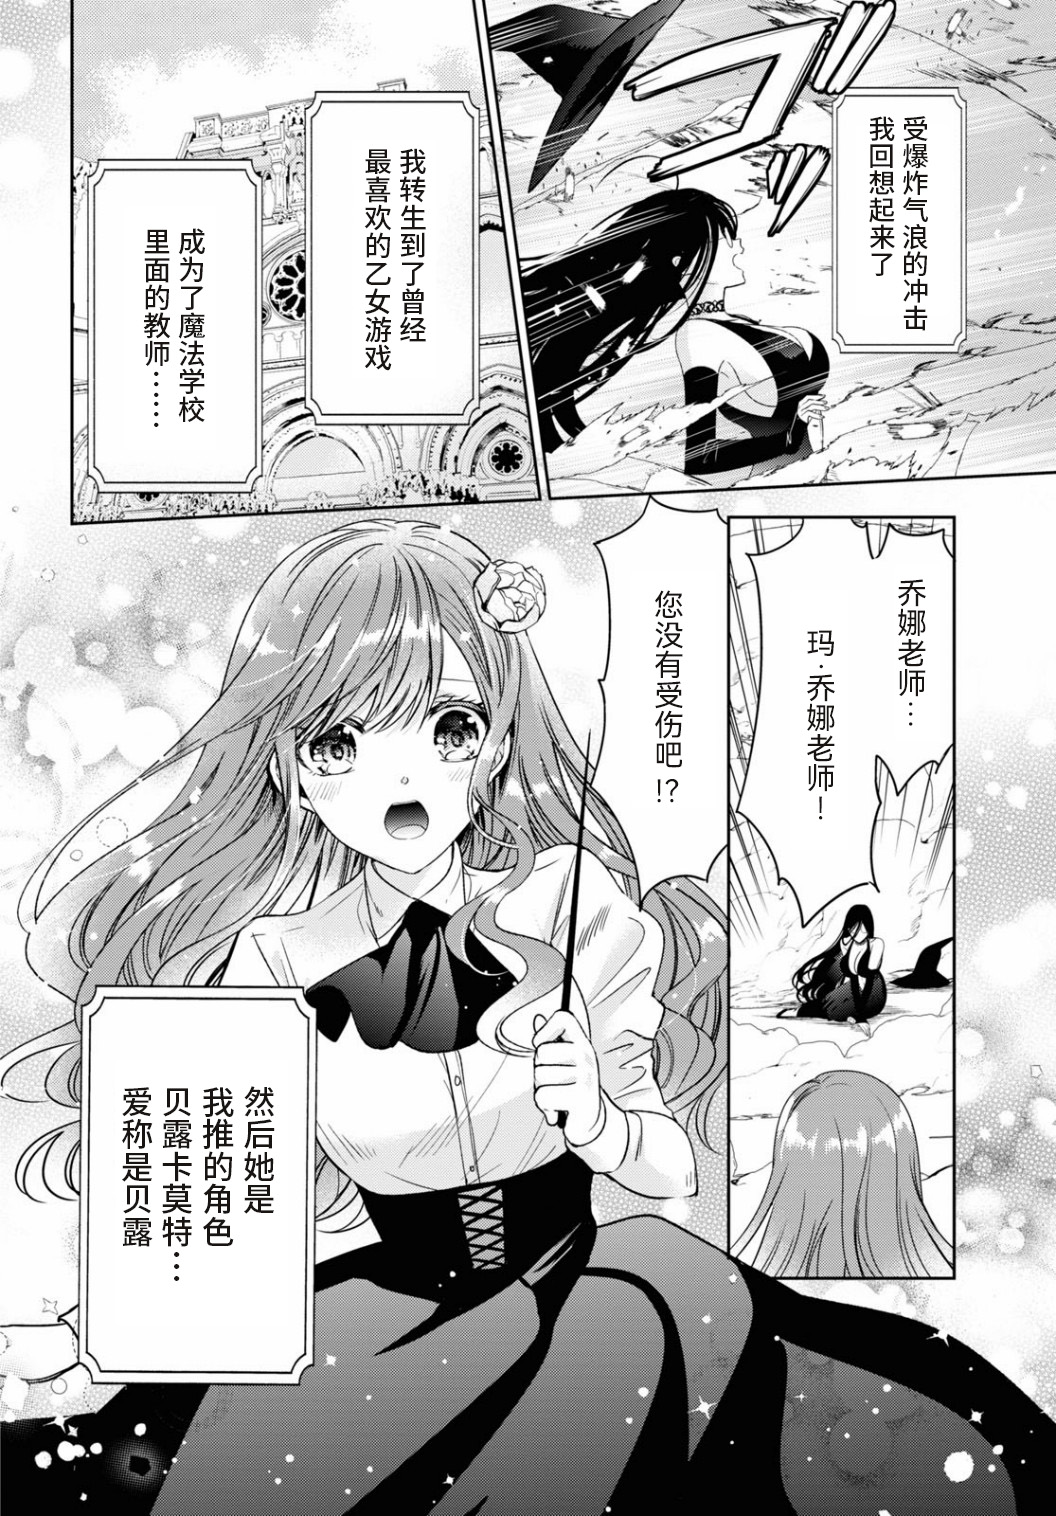 受爆炸气浪的冲击
我回想起来了
我转生到了曾经
最喜欢的乙女游戏
成为了魔法学校
里面的教师……
乔娜老师…
玛·乔娜老师！
您没有受伤吧！？
然后她是
我推的角色
贝露卡莫特…
爱称是贝露